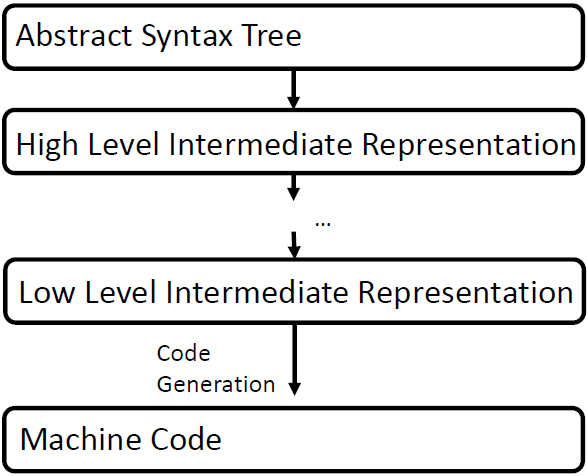 Abstract Syntax Tree
High Level Intermediate Representation
...
Low Level Intermediate Representation
Code
Generation
Machine Code